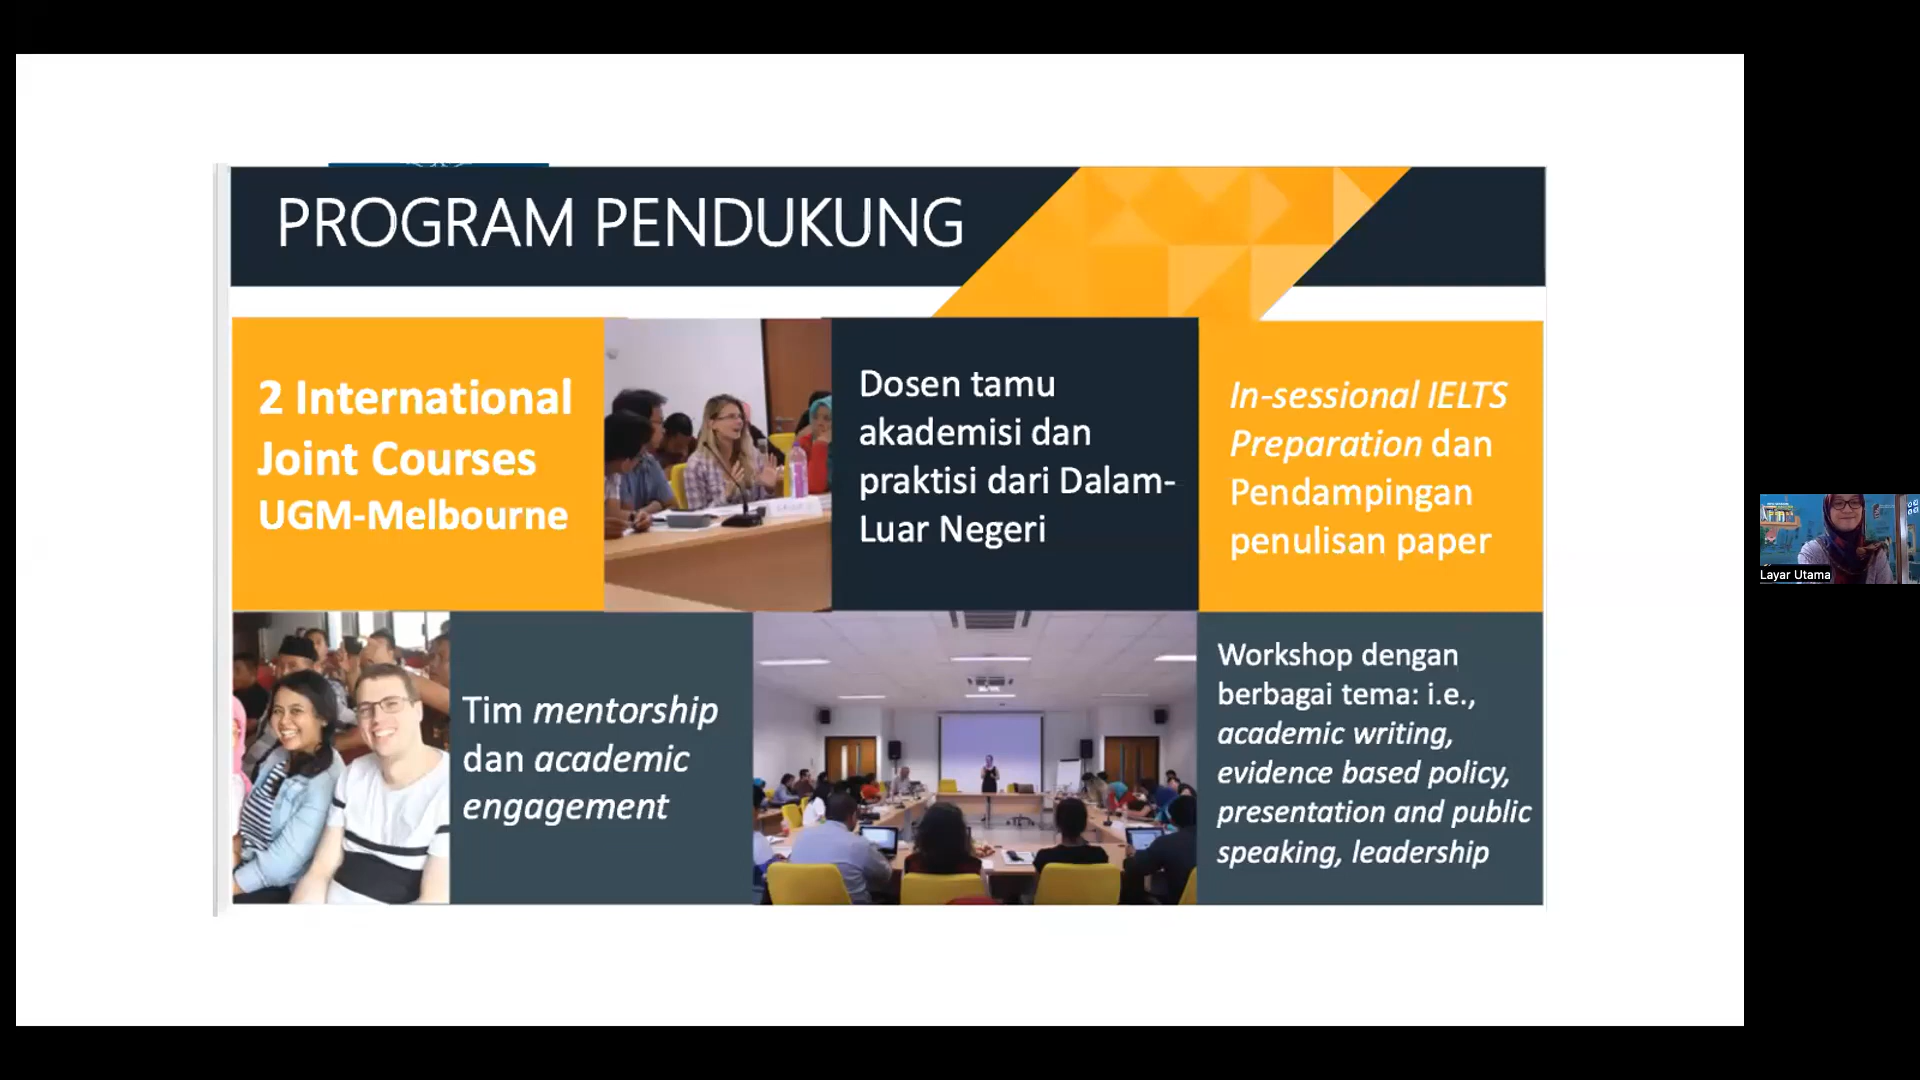 PROGRAM PENDUKUNG
2 International
Joint Courses
UGM-Melbourne
Dosen tamu
akademisi dan
praktisi dari Dalam-
Luar Negeri
In-sessional IELTS
Preparation dan
Pendampingan
penulisan paper
Tim mentorship
dan academic
engagement
Workshop dengan
berbagai tema: i.e.,
academic writing,
evidence based policy,
presentation and public
speaking, leadership
Layar Utama